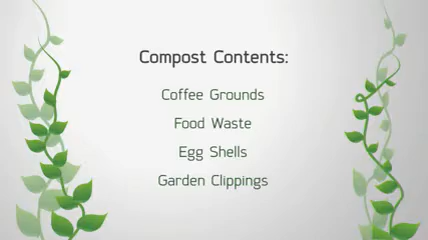 Compost Contents:
Coffee Grounds
Food Waste
Egg Shells
Garden Clippings